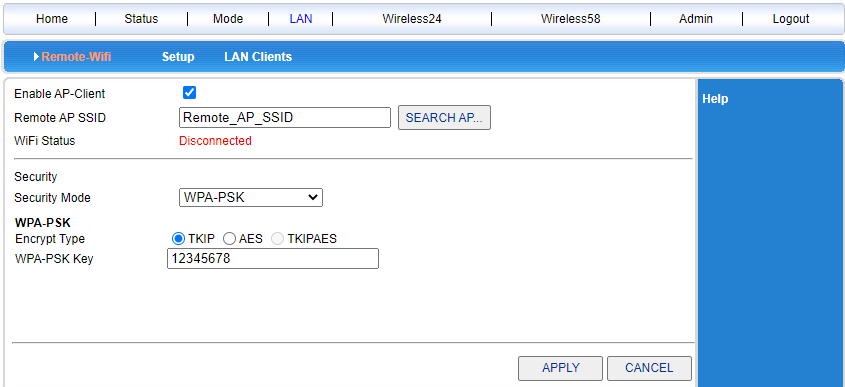 Home Status Mode LAN Wireless24 Wireless58 Admin Logout
Remote-Wifi Setup LAN Clients
Help
Enable AP-Client
Remote AP SSID Remote_AP_SSID SEARCH AP...
WiFi Status Disconnected
Security
Security Mode WPA-PSK
WPA-PSK
Encrypt Type TKIP AES TKIPAES
WPA-PSK Key 12345678
APPLY CANCEL